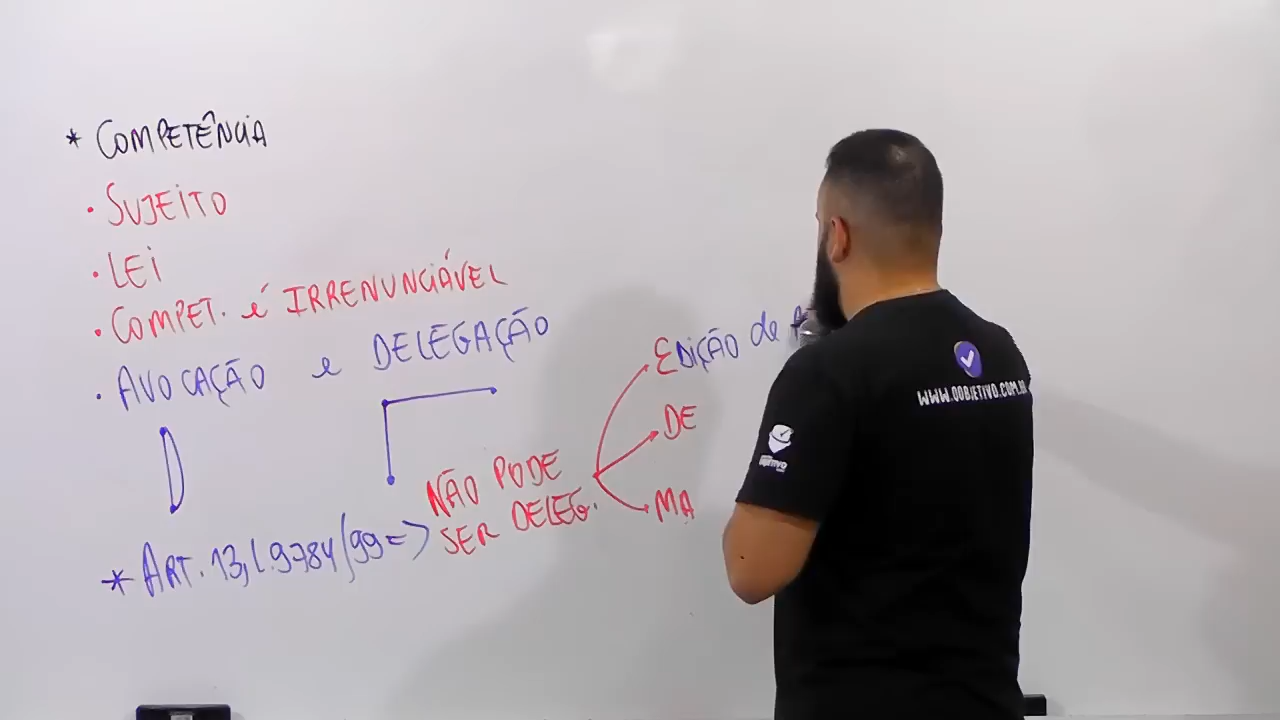 * COMPETÊNCIA
• SUJEITO
• LEI
• COMPET. é IRRENUNCIÁVEL
• AVOCAÇÃO e DELEGAÇÃO
* ART. 13, L.9784/99 =>
NÃO PODE
SER DELEG.
EDIÇÃO de A
DE
MA
WWW.OOBJETIVO.COM.BR
objetivo